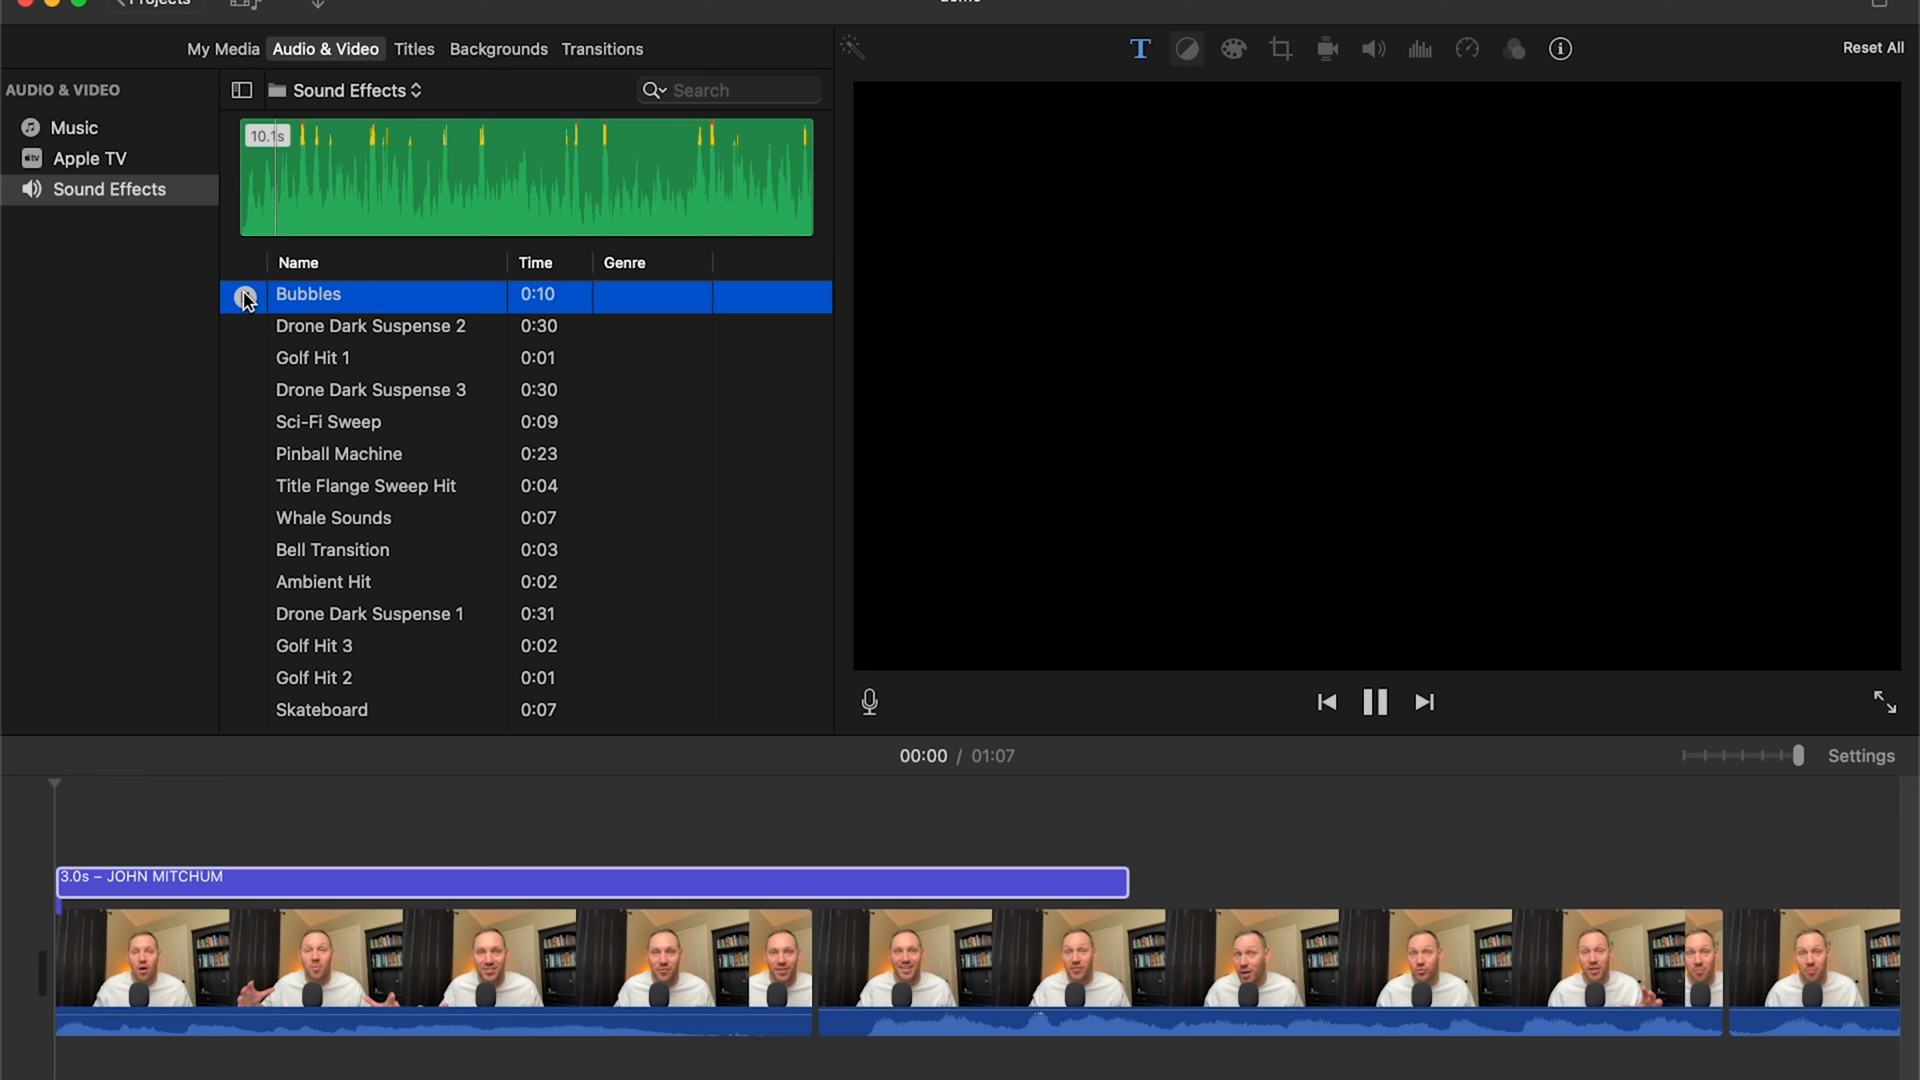 Projects
My Media Audio & Video Titles Backgrounds Transitions
Reset All
AUDIO & VIDEO
Sound Effects
Search
Music
Apple TV
Sound Effects
10.1s
Name Time Genre
Bubbles 0:10
Drone Dark Suspense 2 0:30
Golf Hit 1 0:01
Drone Dark Suspense 3 0:30
Sci-Fi Sweep 0:09
Pinball Machine 0:23
Title Flange Sweep Hit 0:04
Whale Sounds 0:07
Bell Transition 0:03
Ambient Hit 0:02
Drone Dark Suspense 1 0:31
Golf Hit 3 0:02
Golf Hit 2 0:01
Skateboard 0:07
00:00 / 01:07
Settings
3.0s – JOHN MITCHUM